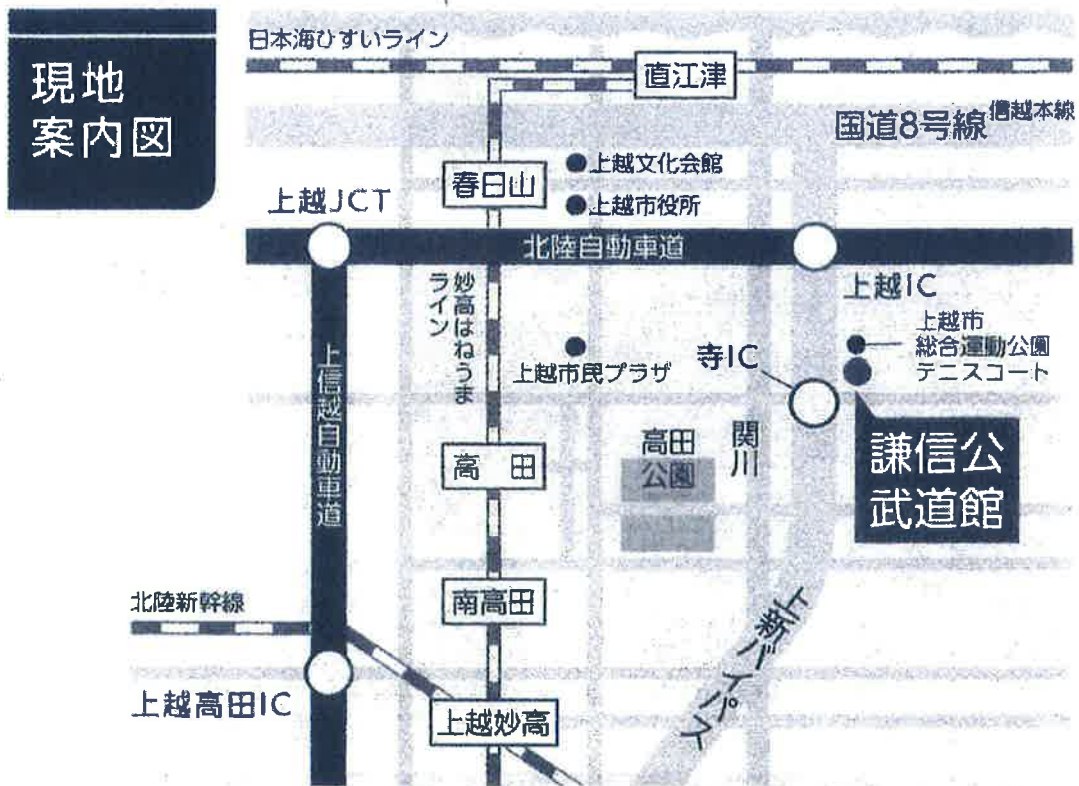 現地
案内図
日本海ひすいライン
直江津
国道8号線
信越本線
春日山
上越文化会館
上越市役所
上越JCT
北陸自動車道
上越IC
妙高はねうま
ライン
上越市
総合運動公園
テニスコート
上越市民プラザ
寺IC
上信越自動車道
高田
高田
公園
関川
謙信公
武道館
南高田
北陸新幹線
上新バイパス
上越高田IC
上越妙高